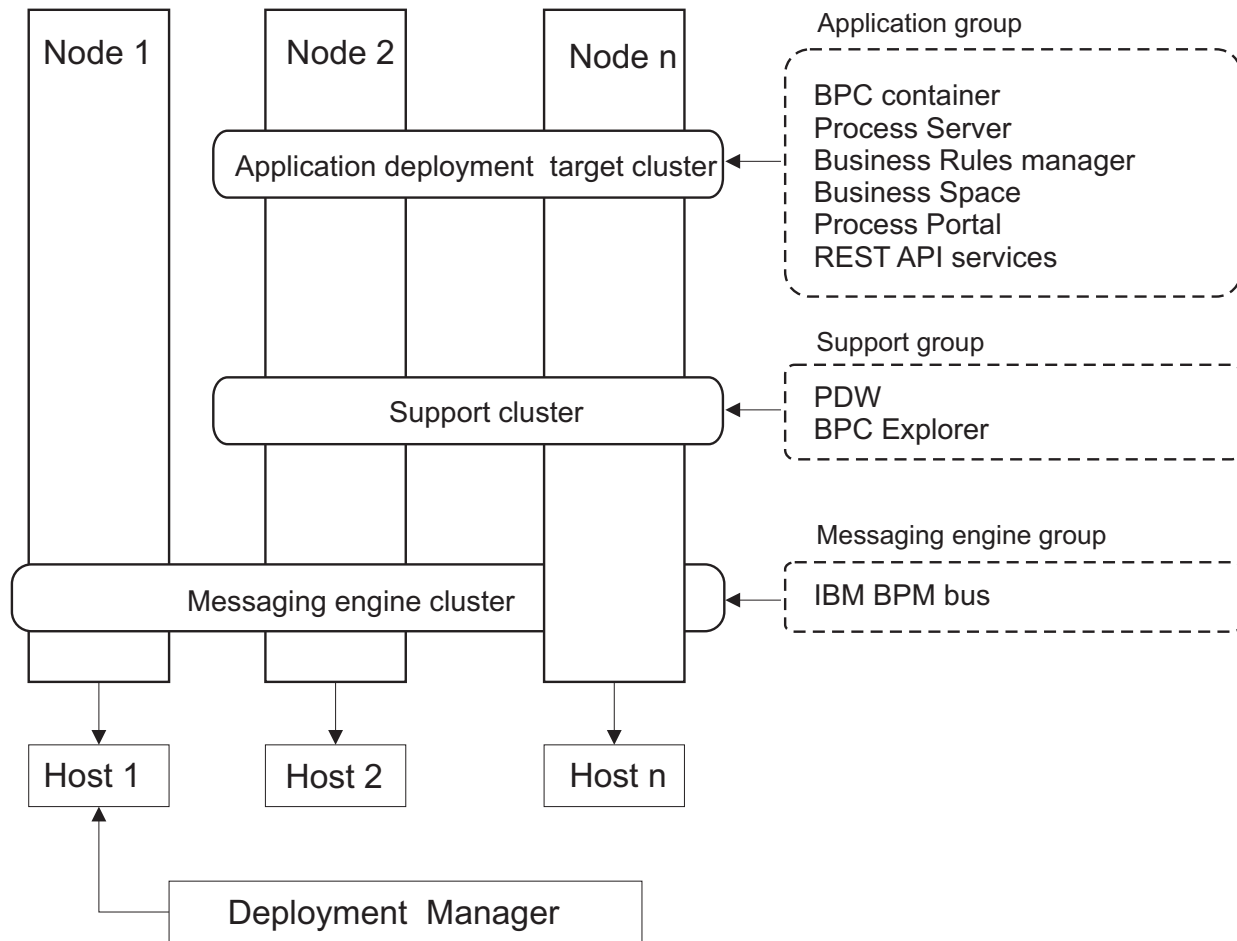 Node 1
Node 2
Node n
Application group
BPC container
Process Server
Business Rules manager
Business Space
Process Portal
REST API services
Application deployment target cluster
Support group
PDW
BPC Explorer
Support cluster
Messaging engine group
IBM BPM bus
Messaging engine cluster
Host 1
Host 2
Host n
Deployment Manager